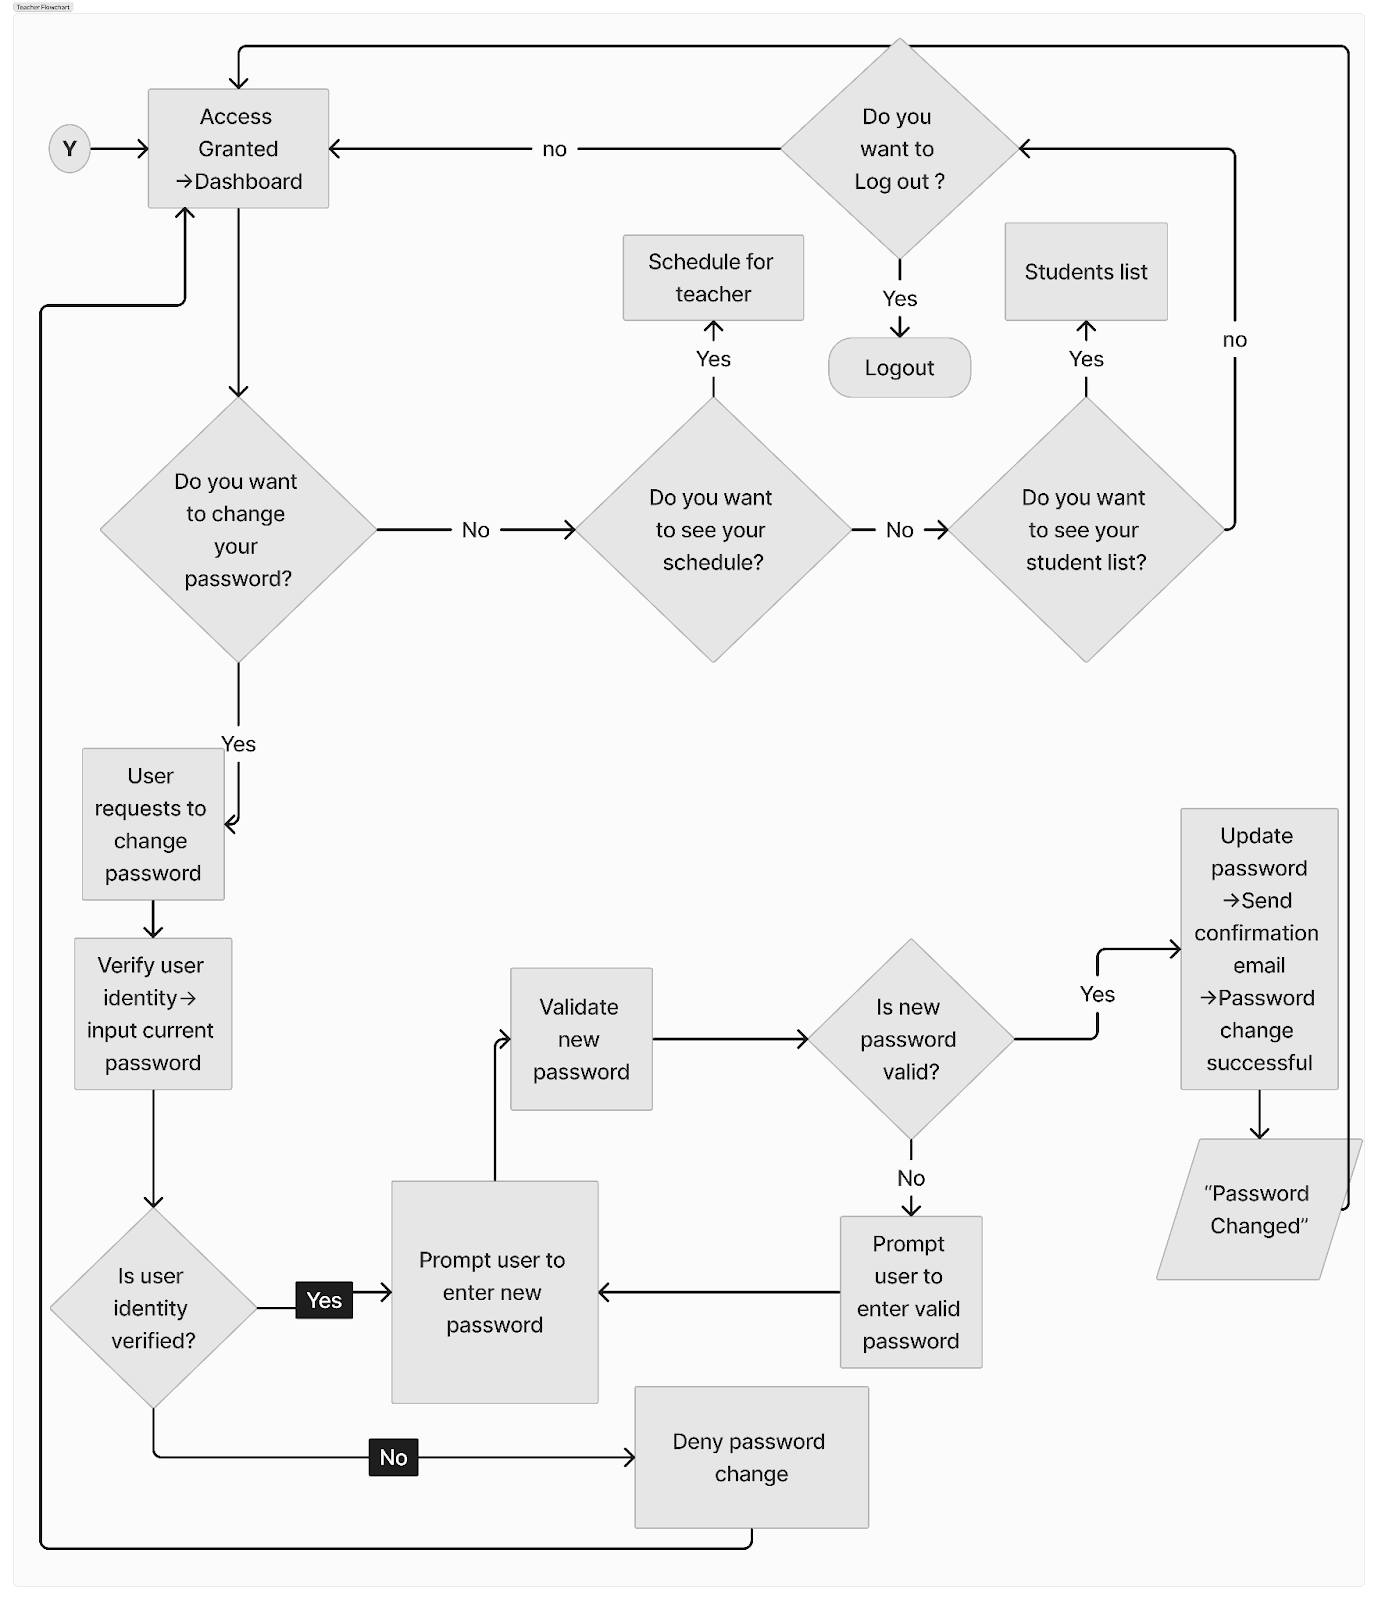 Teacher Flowchart
Y
Access
Granted
→Dashboard
no
Do you
want to
Log out ?
Schedule for
teacher
Yes
Yes
Logout
Students list
Yes
no
Do you want
to change
your
password?
No
Do you want
to see your
schedule?
No
Do you want
to see your
student list?
Yes
User
requests to
change
password
Verify user
identity→
input current
password
Is user
identity
verified?
Yes
Prompt user to
enter new
password
Validate
new
password
Is new
password
valid?
Yes
Update
password
→Send
confirmation
email
→Password
change
successful
"Password
Changed"
No
Prompt
user to
enter valid
password
No
Deny password
change